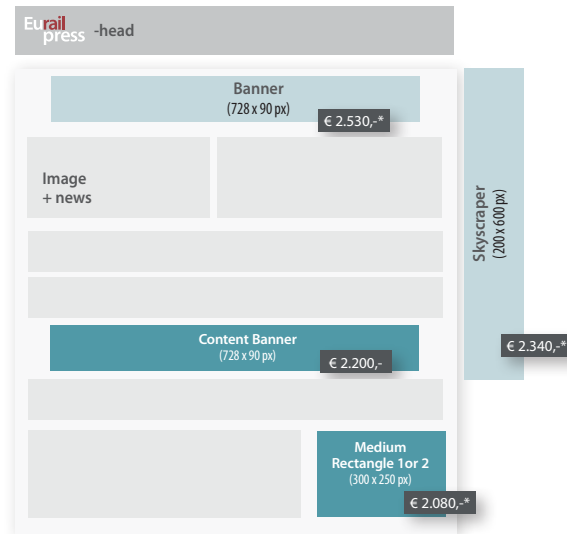 Eurail
press -head
Banner
(728 x 90 px)
€ 2.530,-*
Image
+ news
Skyscraper
(200 x 600 px)
€ 2.340,-*
Content Banner
(728 x 90 px)
€ 2.200,-
Medium
Rectangle 1or 2
(300 x 250 px)
€ 2.080,-*